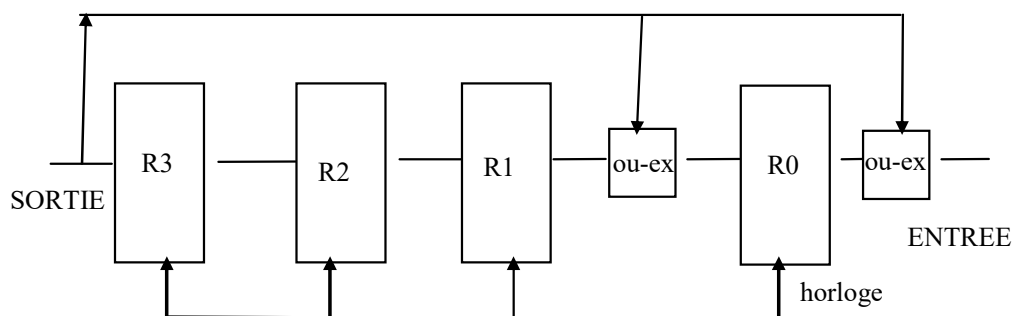 R3
R2
R1
ou-ex
R0
ou-ex
SORTIE
ENTREE
horloge